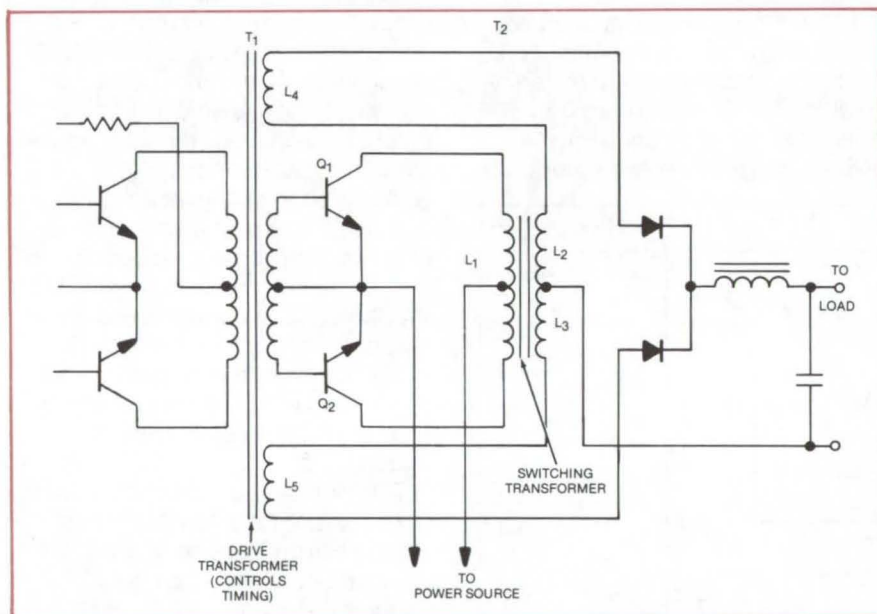 T1
T2
L4
Q1
L1
L2
L3
TO
LOAD
Q2
L5
SWITCHING
TRANSFORMER
DRIVE
TRANSFORMER
(CONTROLS
TIMING)
TO
POWER SOURCE